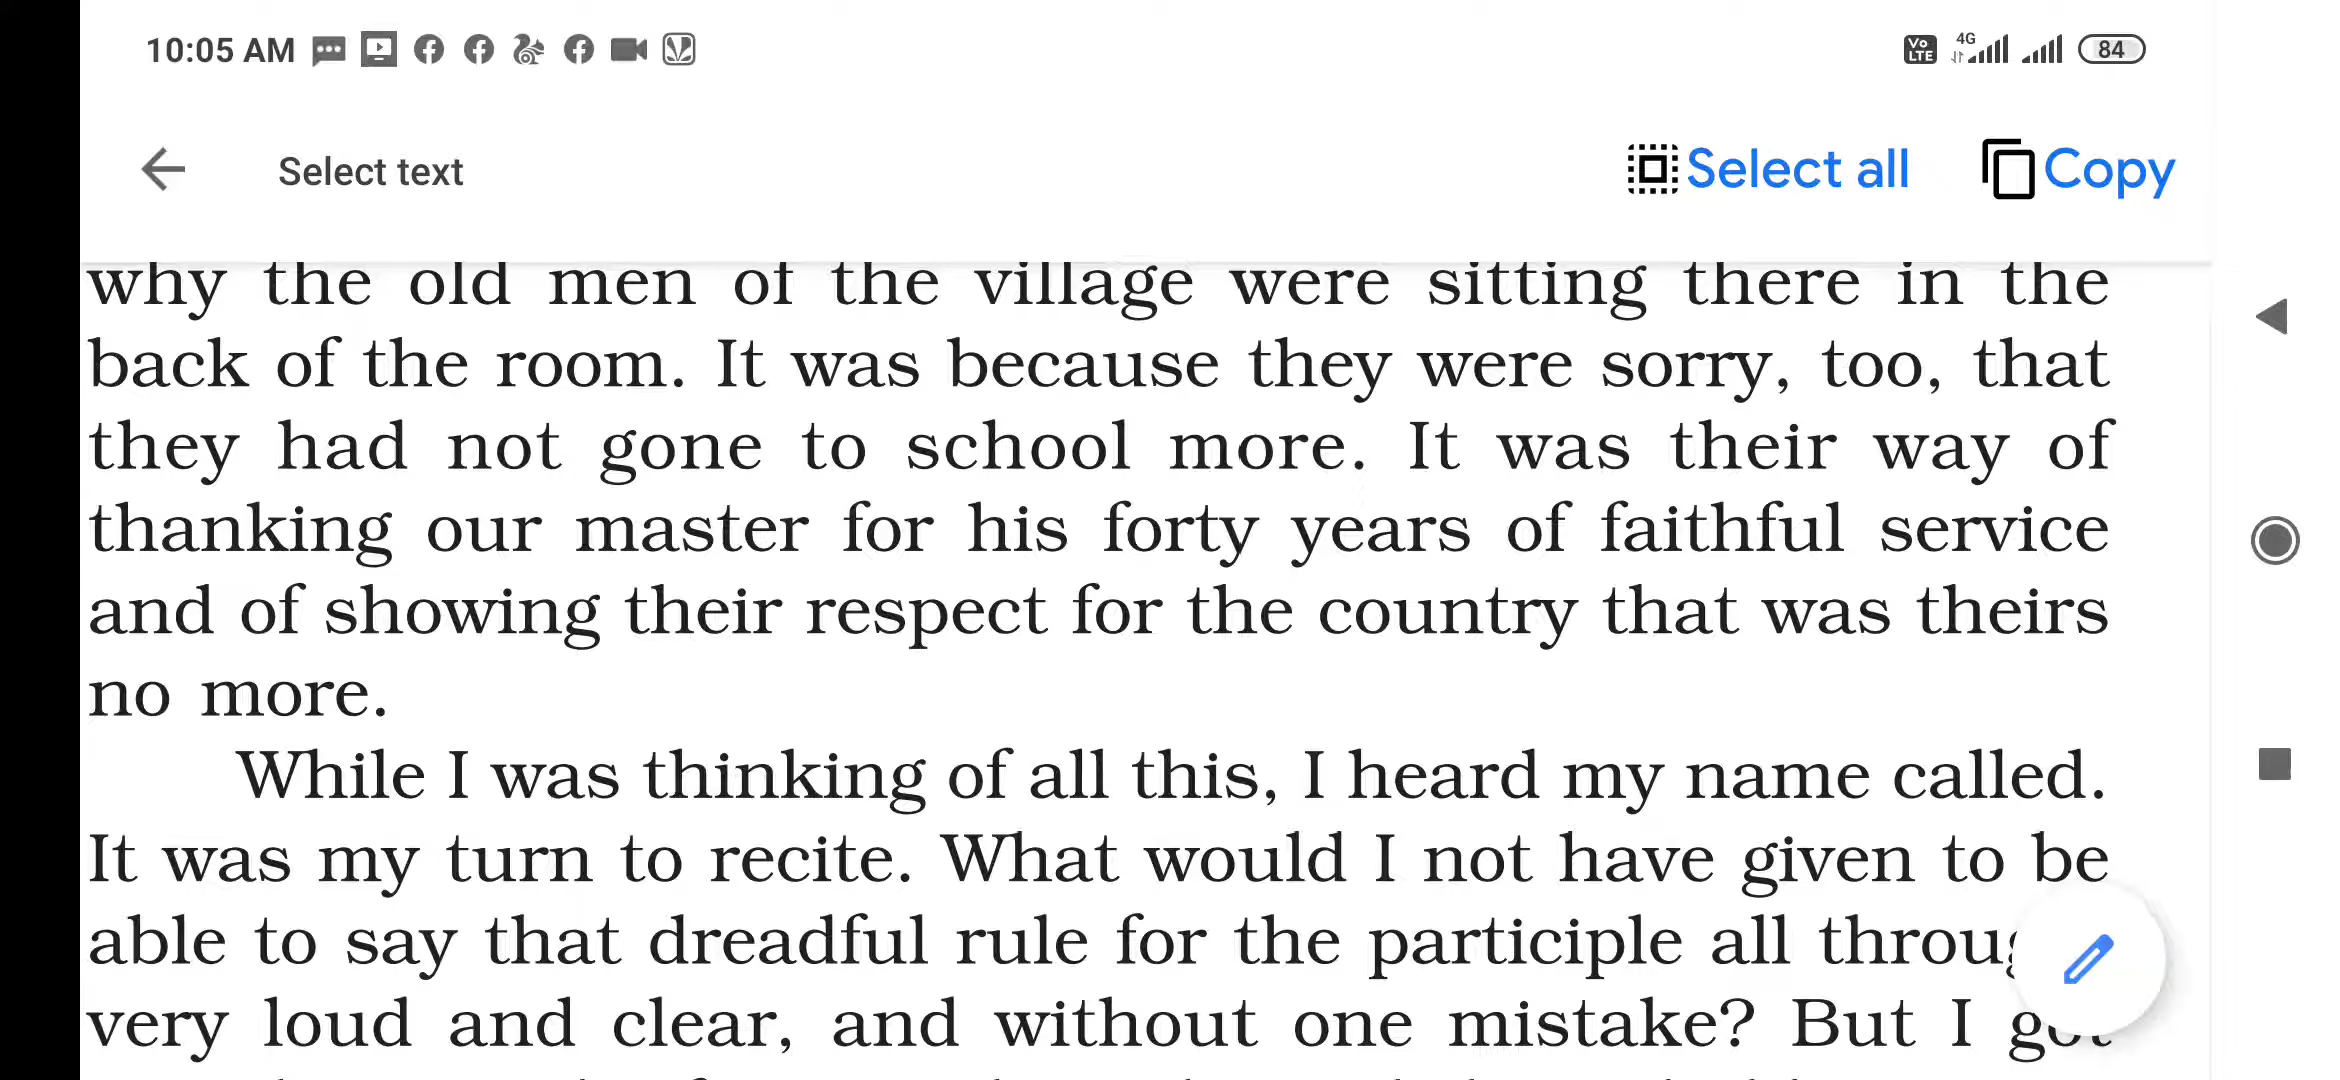 10:05 AM
Vo LTE 4G 84
Select text Select all Copy
why the old men of the village were sitting there in the
back of the room. It was because they were sorry, too, that
they had not gone to school more. It was their way of
thanking our master for his forty years of faithful service
and of showing their respect for the country that was theirs
no more.
While I was thinking of all this, I heard my name called.
It was my turn to recite. What would I not have given to be
able to say that dreadful rule for the participle all
very loud and clear, and without one mistake? But I got